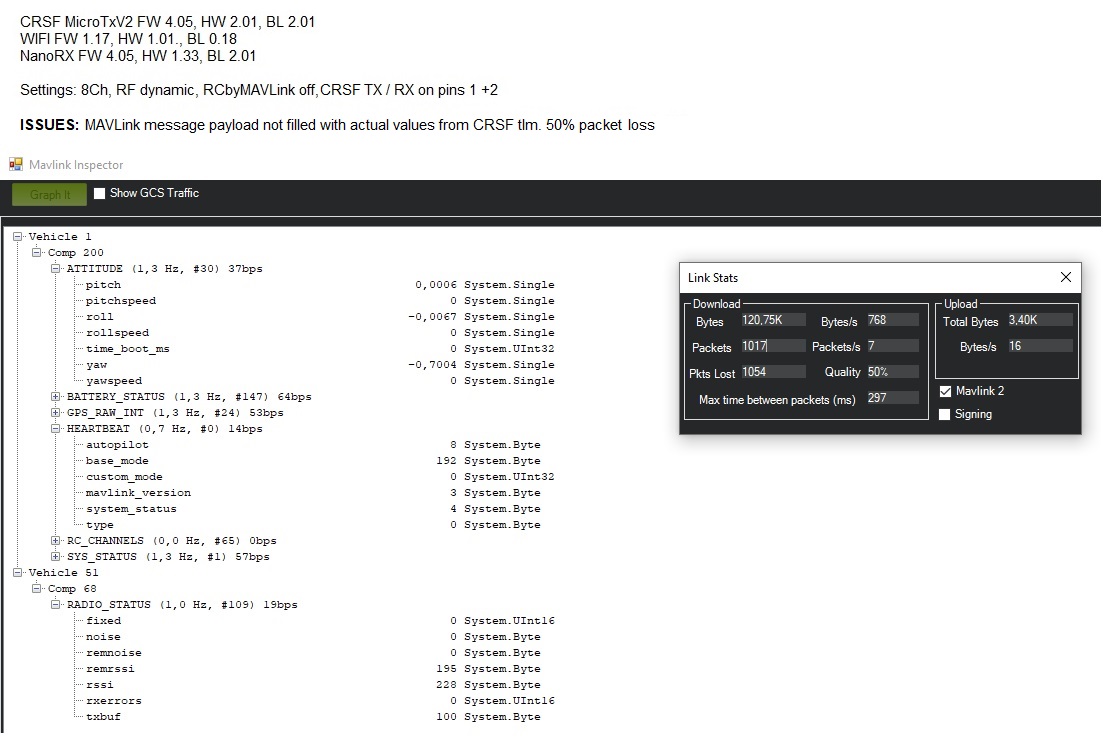 CRSF MicroTxV2 FW 4.05, HW 2.01, BL 2.01
WIFI FW 1.17, HW 1.01., BL 0.18
NanoRX FW 4.05, HW 1.33, BL 2.01
Settings: 8Ch, RF dynamic, RCbyMAVLink off,CRSF TX / RX on pins 1 +2
ISSUES: MAVLink message payload not filled with actual values from CRSF tlm. 50% packet loss
Mavlink Inspector
Graph It Show GCS Traffic
Vehicle 1
Comp 200
ATTITUDE (1,3 Hz, #30) 37bps
pitch 0,0006 System.Single
pitchspeed 0 System.Single
roll -0,0067 System.Single
rollspeed 0 System.Single
time_boot_ms 0 System.UInt32
yaw -0,7004 System.Single
yawspeed 0 System.Single
BATTERY_STATUS (1,3 Hz, #147) 64bps
GPS_RAW_INT (1,3 Hz, #24) 53bps
HEARTBEAT (0,7 Hz, #0) 14bps
autopilot 8 System.Byte
base_mode 192 System.Byte
custom_mode 0 System.UInt32
mavlink_version 3 System.Byte
system_status 4 System.Byte
type 0 System.Byte
RC_CHANNELS (0,0 Hz, #65) 0bps
SYS_STATUS (1,3 Hz, #1) 57bps
Vehicle 51
Comp 68
RADIO_STATUS (1,0 Hz, #109) 19bps
fixed 0 System.UInt16
noise 0 System.Byte
remnoise 0 System.Byte
remrssi 195 System.Byte
rssi 228 System.Byte
rxerrors 0 System.UInt16
txbuf 100 System.Byte
Link Stats
Download
Bytes 120,75K Bytes/s 768
Packets 1017 Packets/s 7
Pkts Lost 1054 Quality 50%
Max time between packets (ms) 297
Upload
Total Bytes 3,40K
Bytes/s 16
Mavlink 2
Signing